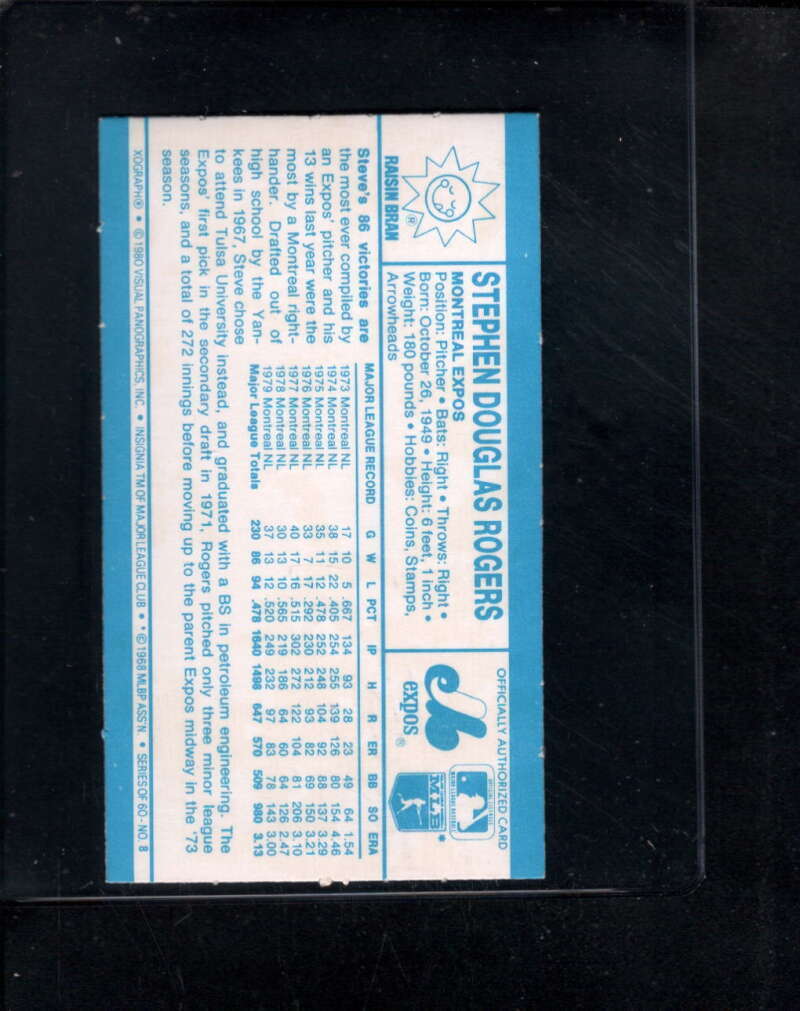 RAISIN BRAN ®
STEPHEN DOUGLAS ROGERS
MONTREAL EXPOS
Position: Pitcher • Bats: Right • Throws: Right •
Born: October 26, 1949 • Height: 6 feet, 1 inch •
Weight: 180 pounds • Hobbies: Coins, Stamps,
Arrowheads
OFFICIALLY AUTHORIZED CARD
expos ®
MLB
*
Steve's 86 victories are
the most ever compiled by
an Expos' pitcher and his
13 wins last year were the
most by a Montreal right-
hander. Drafted out of
high school by the Yan-
kees in 1967, Steve chose
to attend Tulsa University instead, and graduated with a BS in petroleum engineering. The
Expos' first pick in the secondary draft in 1971, Rogers pitched only three minor league
seasons, and a total of 272 innings before moving up to the parent Expos midway in the '73
season.
MAJOR LEAGUE RECORD G W L PCT IP H R ER BB SO ERA
1973 Montreal NL 17 10 5 .667 134 93 28 23 49 64 1.54
1974 Montreal NL 38 15 22 .405 254 255 139 126 80 154 4.46
1975 Montreal NL 35 11 12 .478 252 248 104 92 88 137 3.29
1976 Montreal NL 33 7 17 .292 230 212 93 82 69 150 3.21
1977 Montreal NL 40 17 16 .515 302 272 122 104 81 206 3.10
1978 Montreal NL 30 13 10 .565 219 186 64 60 64 126 2.47
1979 Montreal NL 37 13 12 .520 249 232 97 83 78 143 3.00
Major League Totals 230 86 94 .478 1640 1498 647 570 509 980 3.13
XOGRAPH® • © 1980 VISUAL PANOGRAPHICS, INC. • INSIGNIA TM OF MAJOR LEAGUE CLUB • * © 1968 MLBP ASS'N. • SERIES OF 60 - NO. 8